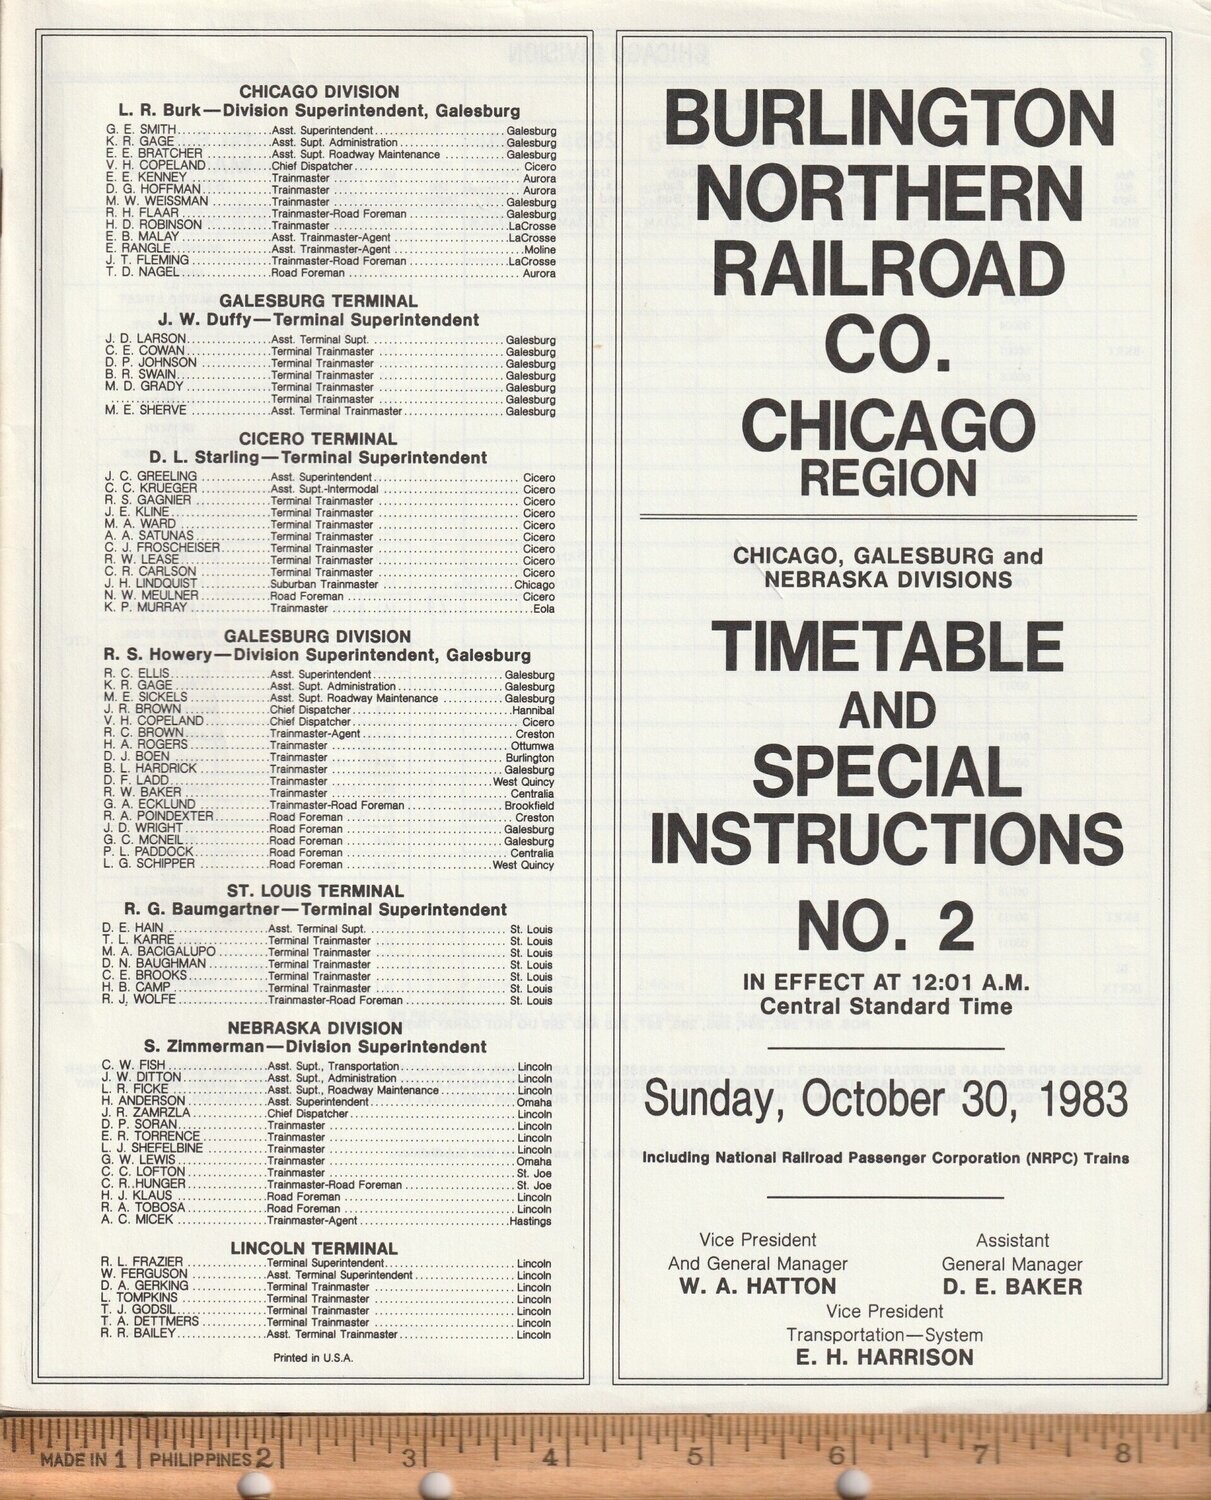 CHICAGO DIVISION
L. R. Burk—Division Superintendent, Galesburg
G. E. SMITH Asst. Superintendent Galesburg
K. R. GAGE Asst. Supt. Administration Galesburg
E. E. BRATCHER Asst. Supt. Roadway Maintenance Galesburg
V. H. COPELAND Chief Dispatcher Cicero
E. E. KENNEY Trainmaster Aurora
D. G. HOFFMAN Trainmaster Aurora
M. W. WEISSMAN Trainmaster Galesburg
R. H. FLAAR Trainmaster-Road Foreman Galesburg
H. D. ROBINSON Trainmaster LaCrosse
E. B. MALAY Asst. Trainmaster-Agent LaCrosse
E. RANGLE Asst. Trainmaster-Agent Moline
J. T. FLEMING Trainmaster-Road Foreman LaCrosse
T. D. NAGEL Road Foreman Aurora
GALESBURG TERMINAL
J. W. Duffy—Terminal Superintendent
J. D. LARSON Asst. Terminal Supt. Galesburg
C. E. COWAN Terminal Trainmaster Galesburg
D. P. JOHNSON Terminal Trainmaster Galesburg
B. R. SWAIN Terminal Trainmaster Galesburg
M. D. GRADY Terminal Trainmaster Galesburg
Terminal Trainmaster Galesburg
M. E. SHERVE Asst. Terminal Trainmaster Galesburg
CICERO TERMINAL
D. L. Starling—Terminal Superintendent
J. C. GREELING Asst. Superintendent Cicero
C. C. KRUEGER Asst. Supt.-Intermodal Cicero
R. S. GAGNIER Terminal Trainmaster Cicero
J. E. KLINE Terminal Trainmaster Cicero
M. A. WARD Terminal Trainmaster Cicero
A. A. SATUNAS Terminal Trainmaster Cicero
C. J. FROSCHEISER Terminal Trainmaster Cicero
R. W. LEASE Terminal Trainmaster Cicero
C. R. CARLSON Terminal Trainmaster Cicero
J. H. LINDQUIST Suburban Trainmaster Chicago
N. W. MEULNER Road Foreman Cicero
K. P. MURRAY Trainmaster Eola
GALESBURG DIVISION
R. S. Howery—Division Superintendent, Galesburg
R. C. ELLIS Asst. Superintendent Galesburg
K. R. GAGE Asst. Supt. Administration Galesburg
M. E. SICKELS Asst. Supt. Roadway Maintenance Galesburg
J. R. BROWN Chief Dispatcher Hannibal
V. H. COPELAND Chief Dispatcher Cicero
R. C. BROWN Trainmaster-Agent Creston
H. A. ROGERS Trainmaster Ottumwa
D. J. BOEN Trainmaster Burlington
B. L. HARDRICK Trainmaster Galesburg
D. F. LADD Trainmaster West Quincy
R. W. BAKER Trainmaster Centralia
G. A. ECKLUND Trainmaster-Road Foreman Brookfield
R. A. POINDEXTER Road Foreman Creston
J. D. WRIGHT Road Foreman Galesburg
G. C. MCNEIL Road Foreman Galesburg
P. L. PADDOCK Road Foreman Centralia
L. G. SCHIPPER Road Foreman West Quincy
ST. LOUIS TERMINAL
R. G. Baumgartner—Terminal Superintendent
D. E. HAIN Asst. Terminal Supt. St. Louis
T. L. KARRE Terminal Trainmaster St. Louis
M. A. BACIGALUPO Terminal Trainmaster St. Louis
D. N. BAUGHMAN Terminal Trainmaster St. Louis
C. E. BROOKS Terminal Trainmaster St. Louis
H. B. CAMP Terminal Trainmaster St. Louis
R. J. WOLFE Trainmaster-Road Foreman St. Louis
NEBRASKA DIVISION
S. Zimmerman—Division Superintendent
C. W. FISH Asst. Supt., Transportation Lincoln
J. W. DITTON Asst. Supt., Administration Lincoln
L. R. FICKE Asst. Supt., Roadway Maintenance Lincoln
H. ANDERSON Asst. Superintendent Omaha
J. R. ZAMRZLA Chief Dispatcher Lincoln
D. P. SORAN Trainmaster Lincoln
E. R. TORRENCE Trainmaster Lincoln
L. J. SHEFELBINE Trainmaster Lincoln
G. W. LEWIS Trainmaster Omaha
C. C. LOFTON Trainmaster St. Joe
C. R. HUNGER Trainmaster-Road Foreman St. Joe
H. J. KLAUS Road Foreman Lincoln
R. A. TOBOSA Road Foreman Lincoln
A. C. MICEK Trainmaster-Agent Hastings
LINCOLN TERMINAL
R. L. FRAZIER Terminal Superintendent Lincoln
W. FERGUSON Asst. Terminal Superintendent Lincoln
D. A. GERKING Terminal Trainmaster Lincoln
L. TOMPKINS Terminal Trainmaster Lincoln
T. J. GODSIL Terminal Trainmaster Lincoln
T. A. DETTMERS Terminal Trainmaster Lincoln
R. R. BAILEY Asst. Terminal Trainmaster Lincoln
Printed in U.S.A.
BURLINGTON
NORTHERN
RAILROAD
CO.
CHICAGO
REGION
CHICAGO, GALESBURG and
NEBRASKA DIVISIONS
TIMETABLE
AND
SPECIAL
INSTRUCTIONS
NO. 2
IN EFFECT AT 12:01 A.M.
Central Standard Time
Sunday, October 30, 1983
Including National Railroad Passenger Corporation (NRPC) Trains
Vice President
And General Manager
W. A. HATTON
Assistant
General Manager
D. E. BAKER
Vice President
Transportation—System
E. H. HARRISON
MADE IN 1 PHILIPPINES 2 3 4 5 6 7 8